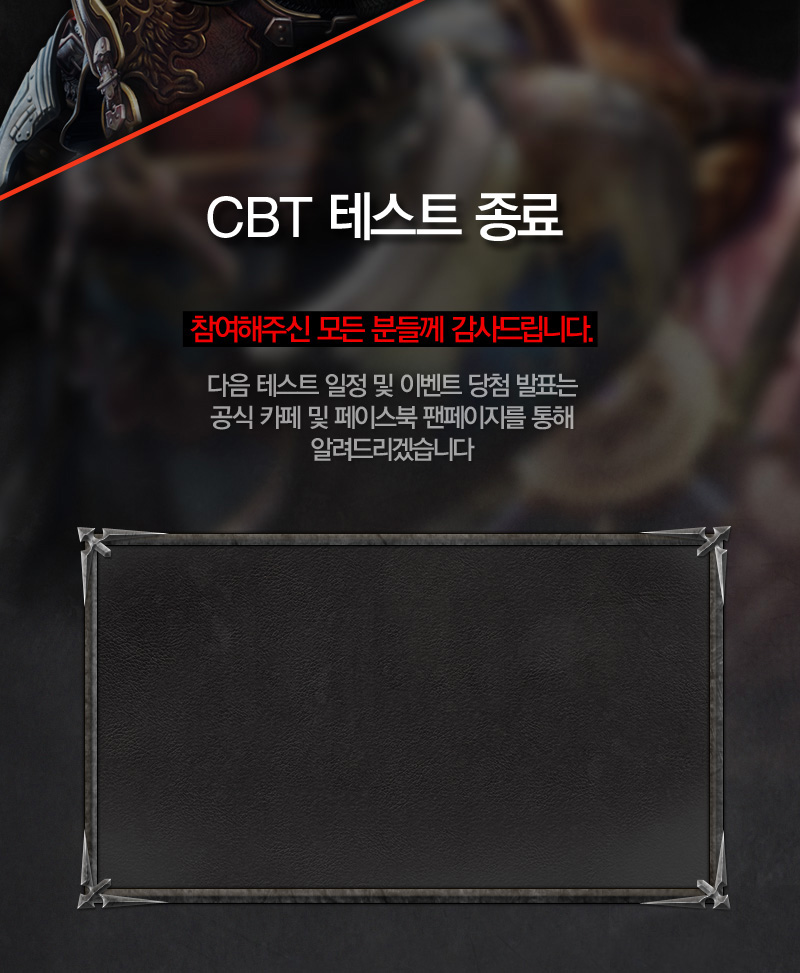 CBT 테스트 종료
참여해주신 모든 분들께 감사드립니다.
다음 테스트 일정 및 이벤트 당첨 발표는
공식 카페 및 페이스북 팬페이지를 통해
알려드리겠습니다